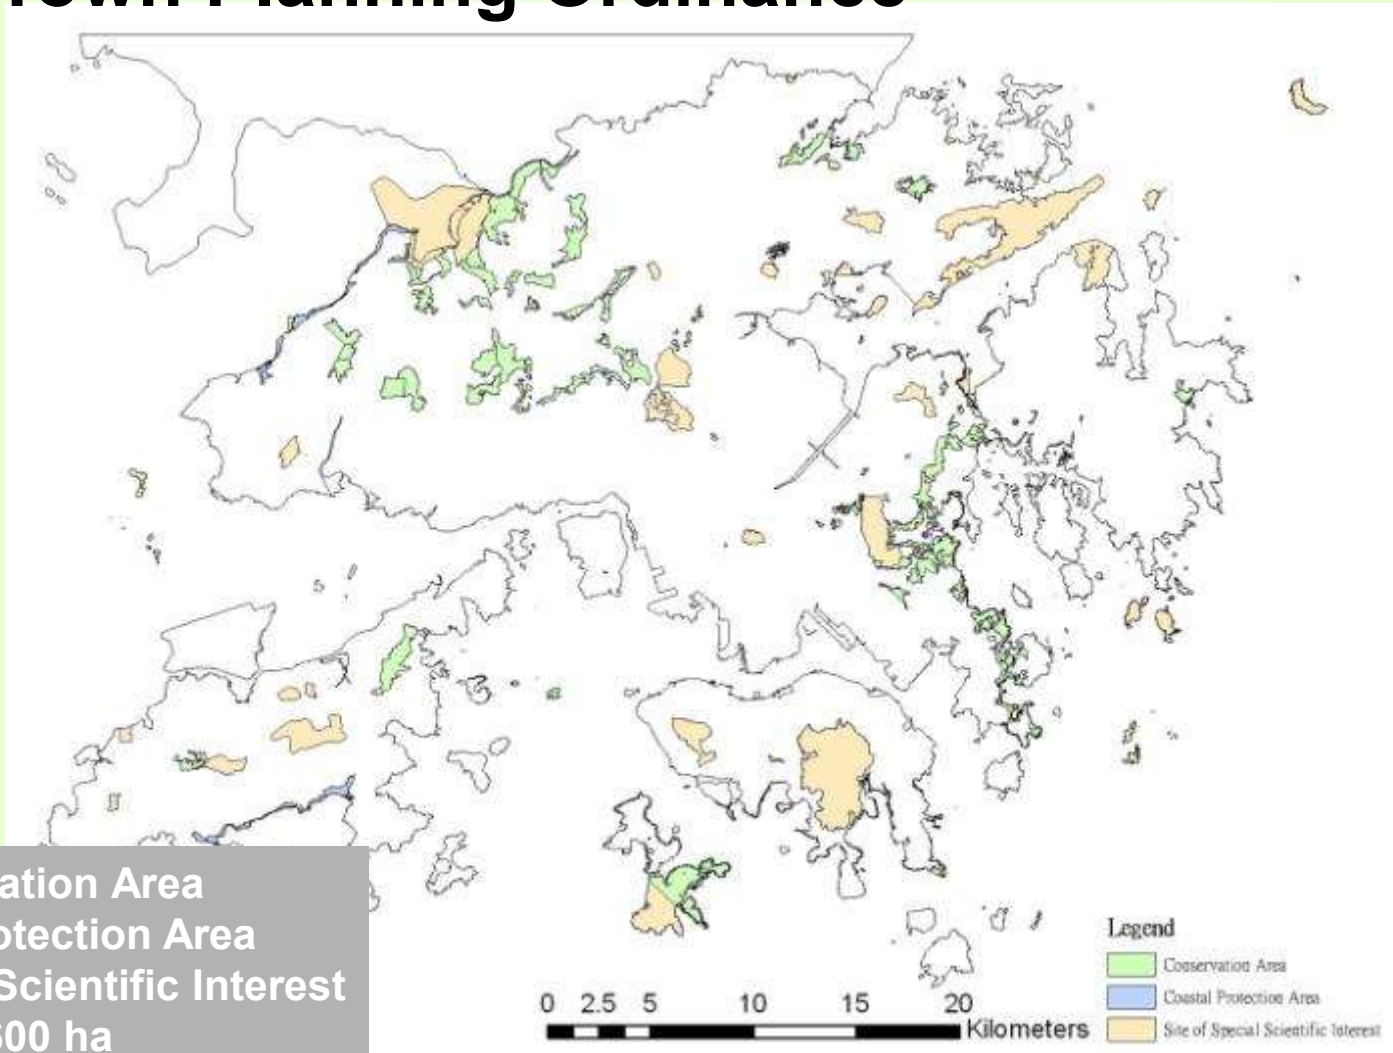 Town Planning Ordinance
ation Area
otection Area
Scientific Interest
600 ha
Legend
Conservation Area
Coastal Protection Area
Site of Special Scientific Interest
0 2.5 5 10 15 20
Kilometers